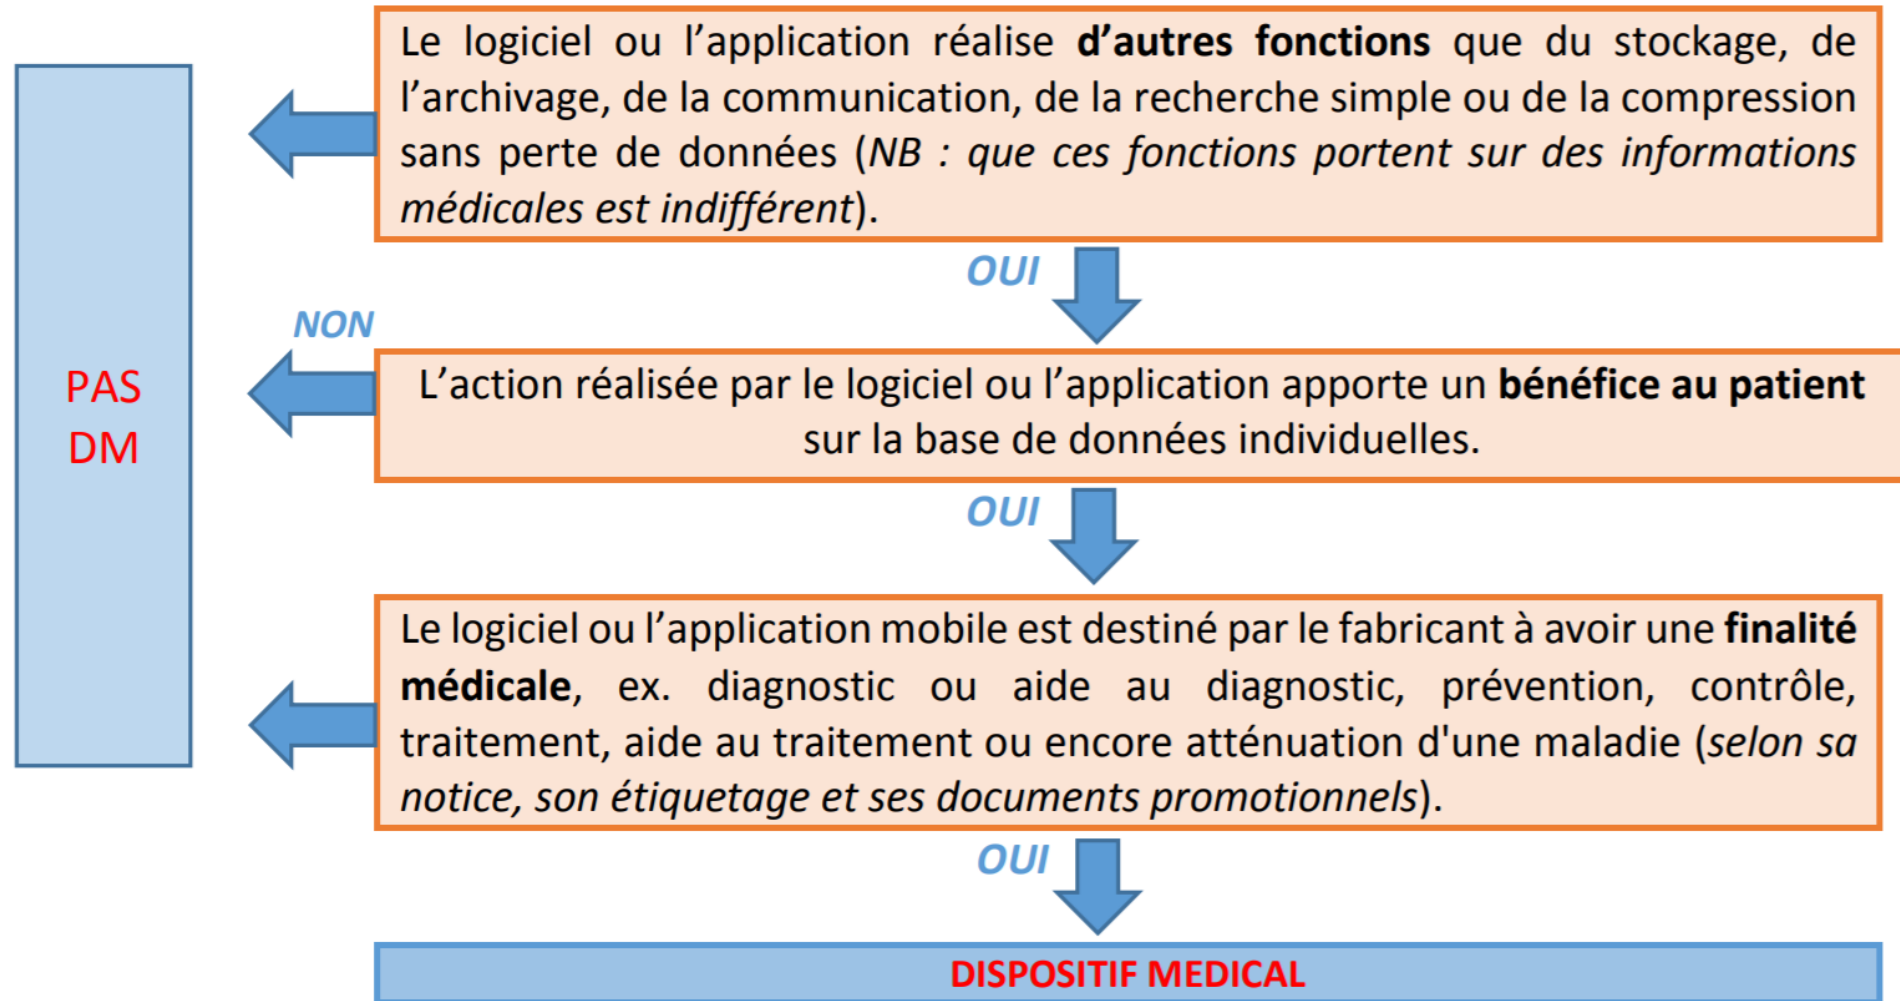 Le logiciel ou l’application réalise d’autres fonctions que du stockage, de
l’archivage, de la communication, de la recherche simple ou de la compression
sans perte de données (NB : que ces fonctions portent sur des informations
médicales est indifférent).
OUI
NON
PAS
DM
L’action réalisée par le logiciel ou l’application apporte un bénéfice au patient
sur la base de données individuelles.
OUI
Le logiciel ou l’application mobile est destiné par le fabricant à avoir une finalité
médicale, ex. diagnostic ou aide au diagnostic, prévention, contrôle,
traitement, aide au traitement ou encore atténuation d'une maladie (selon sa
notice, son étiquetage et ses documents promotionnels).
OUI
DISPOSITIF MEDICAL